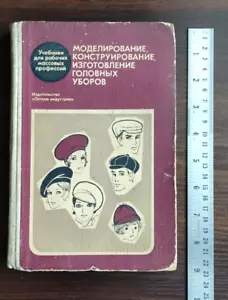 Учебники
для рабочих
массовых
профессий
МОДЕЛИРОВАНИЕ,
КОНСТРУИРОВАНИЕ,
ИЗГОТОВЛЕНИЕ
ГОЛОВНЫХ
УБОРОВ
Издательство
«Легкая индустрия»